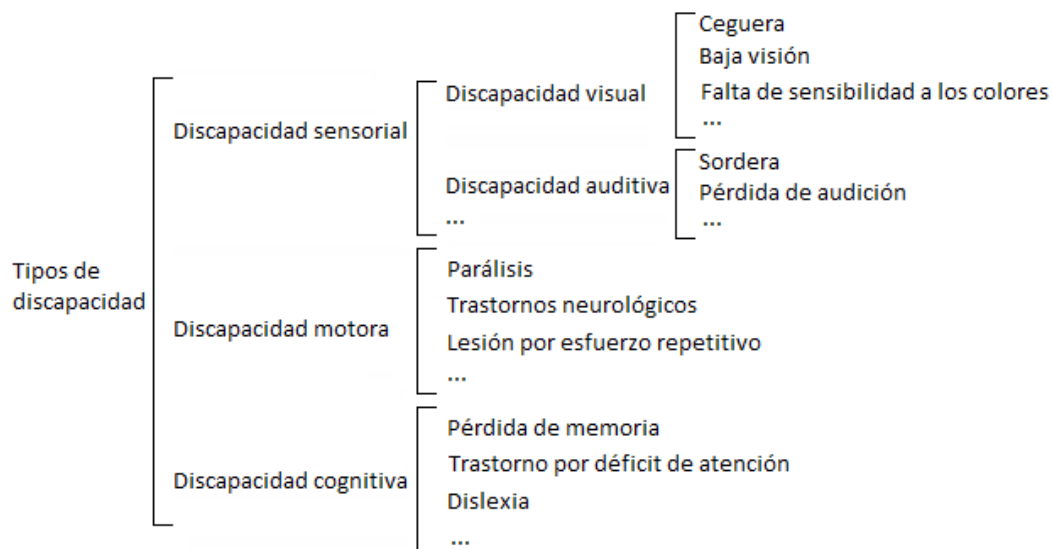 Tipos de
discapacidad
Discapacidad sensorial
Discapacidad visual
Ceguera
Baja visión
Falta de sensibilidad a los colores
...
Discapacidad auditiva
Sordera
Pérdida de audición
...
...
Discapacidad motora
Parálisis
Trastornos neurológicos
Lesión por esfuerzo repetitivo
...
Discapacidad cognitiva
Pérdida de memoria
Trastorno por déficit de atención
Dislexia
...